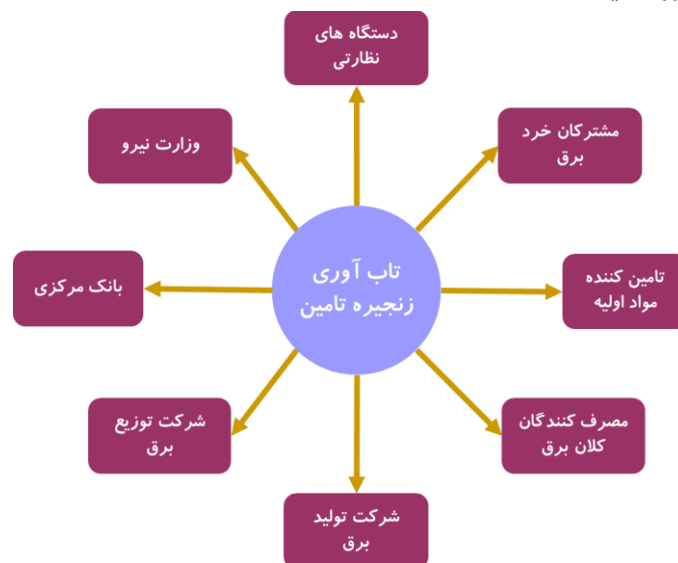 دستگاه های
نظارتی
مشترکان خرد
برق
وزارت نیرو
تاب آوری
زنجیره تامین
تامین کننده
مواد اولیه
بانک مرکزی
مصرف کنندگان
کلان برق
شرکت توزیع
برق
شرکت تولید
برق